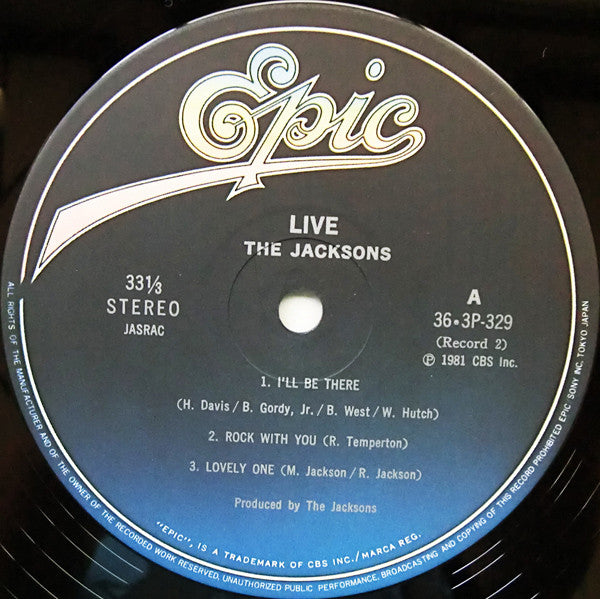 Epic
LIVE
THE JACKSONS
33⅓
STEREO
JASRAC
A
36•3P-329
(Record 2)
Ⓟ 1981 CBS Inc.
1. I'LL BE THERE
(H. Davis/B. Gordy, Jr./B. West/W. Hutch)
2. ROCK WITH YOU (R. Temperton)
3. LOVELY ONE (M. Jackson/R. Jackson)
Produced by The Jacksons
"EPIC", IS A TRADEMARK OF CBS INC./MARCA REG.
ALL RIGHTS OF THE MANUFACTURER AND OF THE OWNER OF THE RECORDED WORK RESERVED, UNAUTHORIZED PUBLIC PERFORMANCE, BROADCASTING AND COPYING OF THIS RECORD PROHIBITED EPIC SONY INC. TOKYO JAPAN